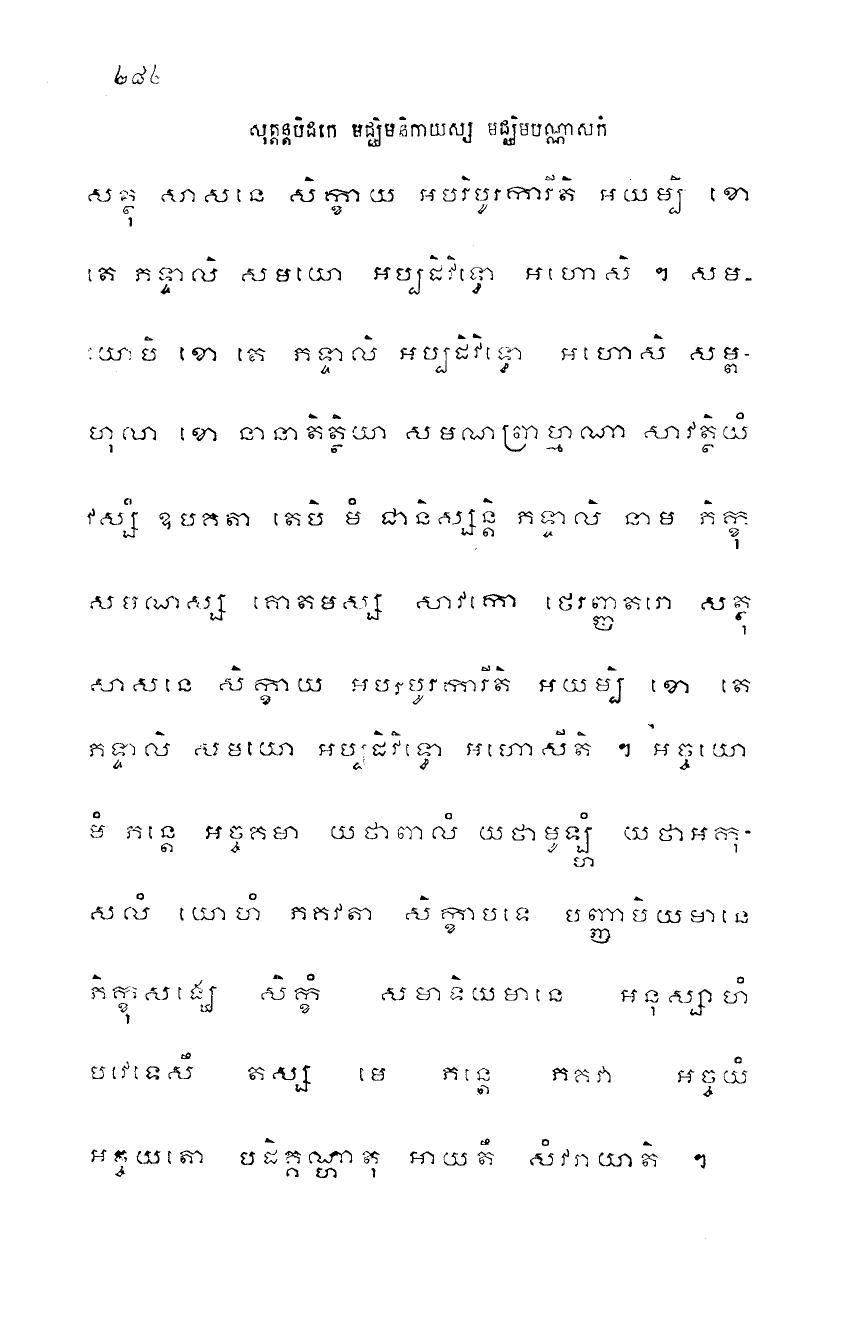 ២៨៤
សុត្តន្តបិដកេ មជ្ឈិមនិកាយស្ស មជ្ឈិមបណ្ណាសកំ
សត្ថុ សាសនេ សិក្ខាយ អបរិបូរការីតិ អយម្បិ ខោ
តេ ភទ្ទាលិ សមយោ អប្បដិវិទ្ធោ អហោសិ ។ សម-
យោបិ ខោ តេ ភទ្ទាលិ អប្បដិវិទ្ធោ អហោសិ សម្ព-
ហុលា ខោ នានាតិត្ថិយា សមណព្រាហ្មណា សាវត្ថិយំ
វស្សំ ឧបគតា តេបិ មំ ជានិស្សន្តិ ភទ្ទាលិ នាម ភិក្ខុ
សមណស្ស គោតមស្ស សាវកោ ថេរញ្ញតរោ សត្ថុ
សាសនេ សិក្ខាយ អបរបូរការីតិ អយម្បិ ខោ តេ
ភទ្ទាលិ សមយោ អប្បដិវិទ្ធោ អហោសីតិ ។ អច្ចយោ
មំ ភន្តេ អច្ចគមា យថាពាលំ យថាមូឡ្ហំ យថាអកុ-
សលំ យោហំ ភគវតា សិក្ខាបទេ បញ្ញាបិយមានេ
ភិក្ខុសង្ឃេ សិក្ខំ សមាទិយមានេ អនុស្សាហំ
បវេទេសឹ តស្ស មេ ភន្តេ ភគវា អច្ចយំ
អច្ចយតោ បដិគ្គណ្ហាតុ អាយតឹ សំវរាយាតិ ។